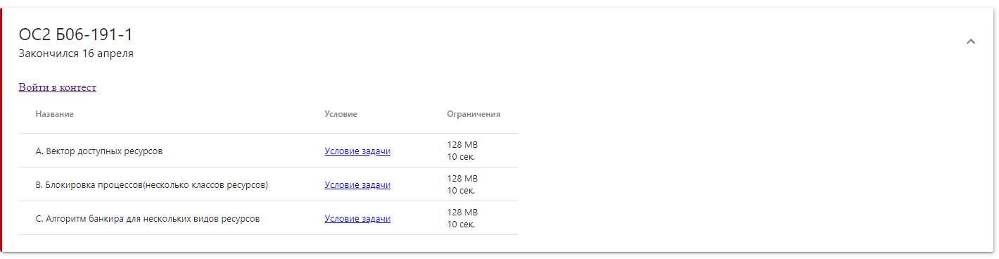 ОС2 Б06-191-1
Закончился 16 апреля
Войти в контест
Название Условие Ограничения
A. Вектор доступных ресурсов Условие задачи 128 MB
10 сек.
B. Блокировка процессов(несколько классов ресурсов) Условие задачи 128 MB
10 сек.
C. Алгоритм банкира для нескольких видов ресурсов Условие задачи 128 MB
10 сек.